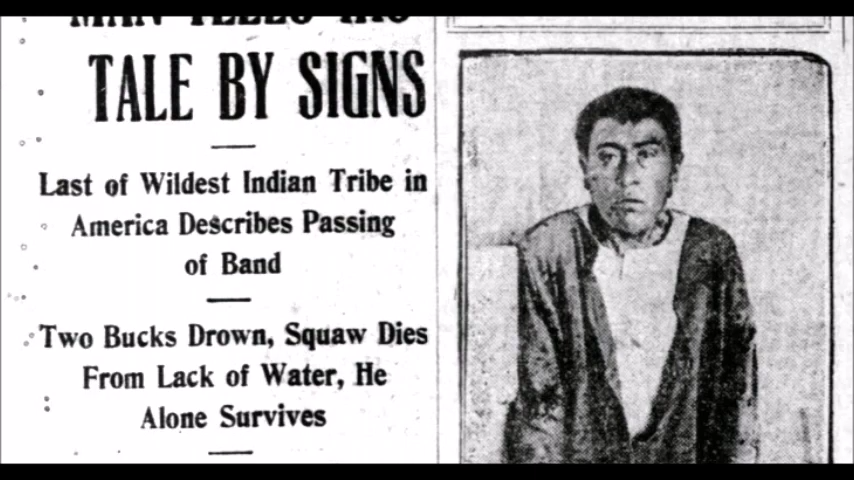 TALE BY SIGNS
Last of Wildest Indian Tribe in
America Describes Passing
of Band
Two Bucks Drown, Squaw Dies
From Lack of Water, He
Alone Survives